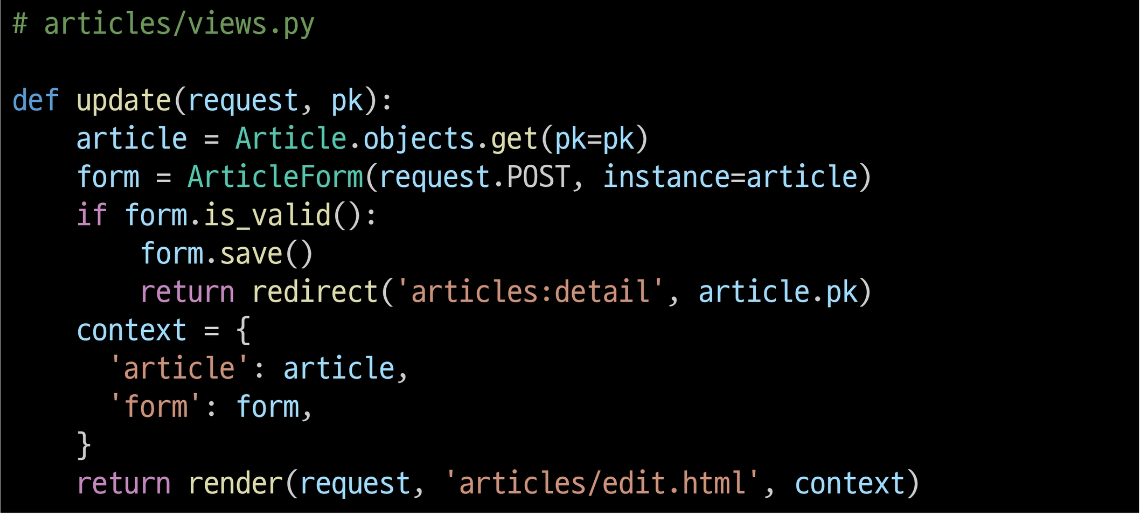 # articles/views.py

def update(request, pk):
    article = Article.objects.get(pk=pk)
    form = ArticleForm(request.POST, instance=article)
    if form.is_valid():
        form.save()
        return redirect('articles:detail', article.pk)
    context = {
      'article': article,
      'form': form,
    }
    return render(request, 'articles/edit.html', context)